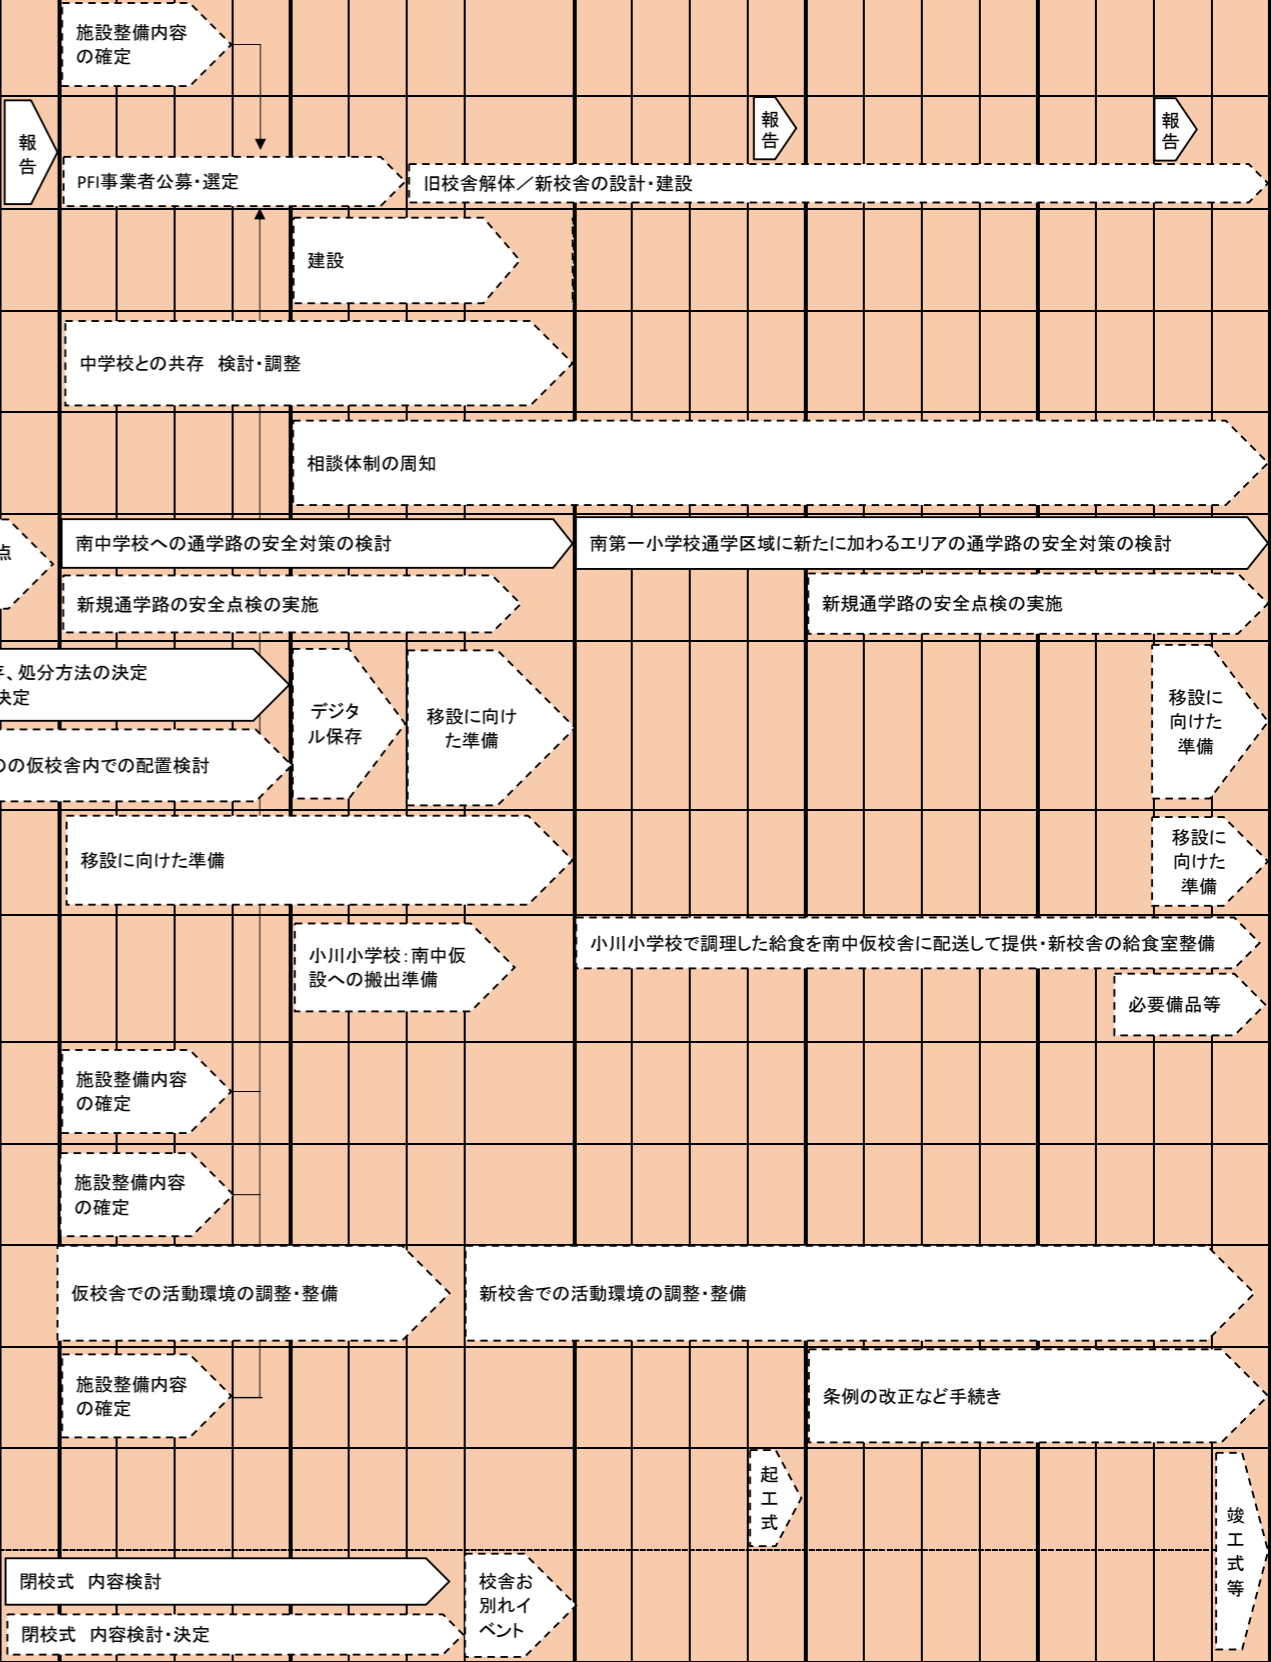 施設整備内容
の確定
報
告
報
告
報
告
PFI事業者公募・選定
旧校舎解体／新校舎の設計・建設
建設
中学校との共存　検討・調整
相談体制の周知
点
南中学校への通学路の安全対策の検討
南第一小学校通学区域に新たに加わるエリアの通学路の安全対策の検討
新規通学路の安全点検の実施
新規通学路の安全点検の実施
、処分方法の決定
決定
のの仮校舎内での配置検討
デジタ
ル保存
移設に向け
た準備
移設に
向けた
準備
移設に向けた準備
移設に
向けた
準備
小川小学校：南中仮
設への搬出準備
小川小学校で調理した給食を南中仮校舎に配送して提供・新校舎の給食室整備
必要備品等
施設整備内容
の確定
施設整備内容
の確定
仮校舎での活動環境の調整・整備
新校舎での活動環境の調整・整備
施設整備内容
の確定
条例の改正など手続き
起
工
式
竣
工
式
等
閉校式　内容検討
閉校式　内容検討・決定
校舎お
別れイ
ベント